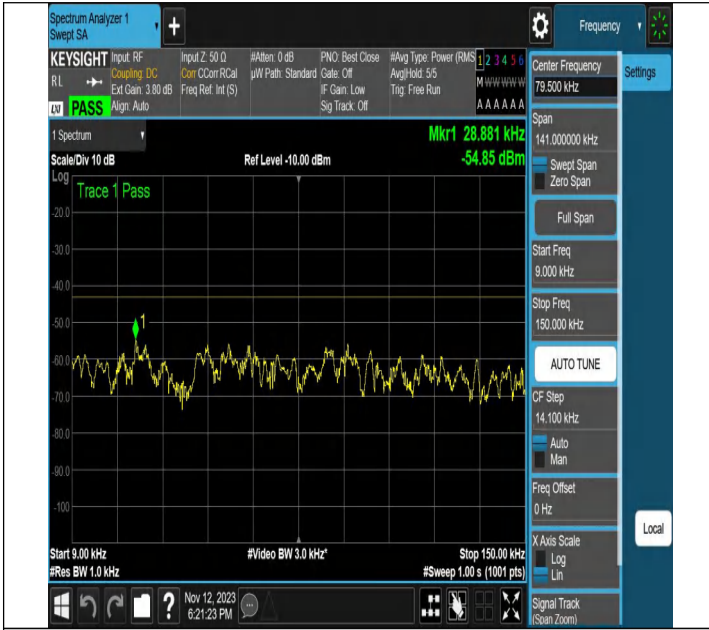 Spectrum Analyzer 1
Swept SA
+
Frequency
KEYSIGHT
RL
LXI
PASS
Input: RF
Coupling: DC
Ext Gain: 3.80 dB
Align: Auto
Input Z: 50 Ω
Corr CCorr RCal
Freq Ref: Int (S)
#Atten: 0 dB
µW Path: Standard
PNO: Best Close
Gate: Off
IF Gain: Low
Sig Track: Off
#Avg Type: Power (RMS
Avg|Hold: 5/5
Trig: Free Run
1 2 3 4 5 6
M W W W W W
A A A A A A
Center Frequency
79.500 kHz
Settings
1 Spectrum
Scale/Div 10 dB
Ref Level -10.00 dBm
Mkr1 28.881 kHz
-54.85 dBm
Log
Trace 1 Pass
-20.0
-30.0
-40.0
1
-60.0
-70.0
-80.0
-90.0
-100
Start 9.00 kHz
#Res BW 1.0 kHz
#Video BW 3.0 kHz*
Stop 150.00 kHz
#Sweep 1.00 s (1001 pts)
Span
141.000000 kHz
Swept Span
Zero Span
Full Span
Start Freq
9.000 kHz
Stop Freq
150.000 kHz
AUTO TUNE
CF Step
14.100 kHz
Auto
Man
Freq Offset
0 Hz
X Axis Scale
Log
Lin
Signal Track
(Span Zoom)
Local
?
Nov 12, 2023
6:21:23 PM